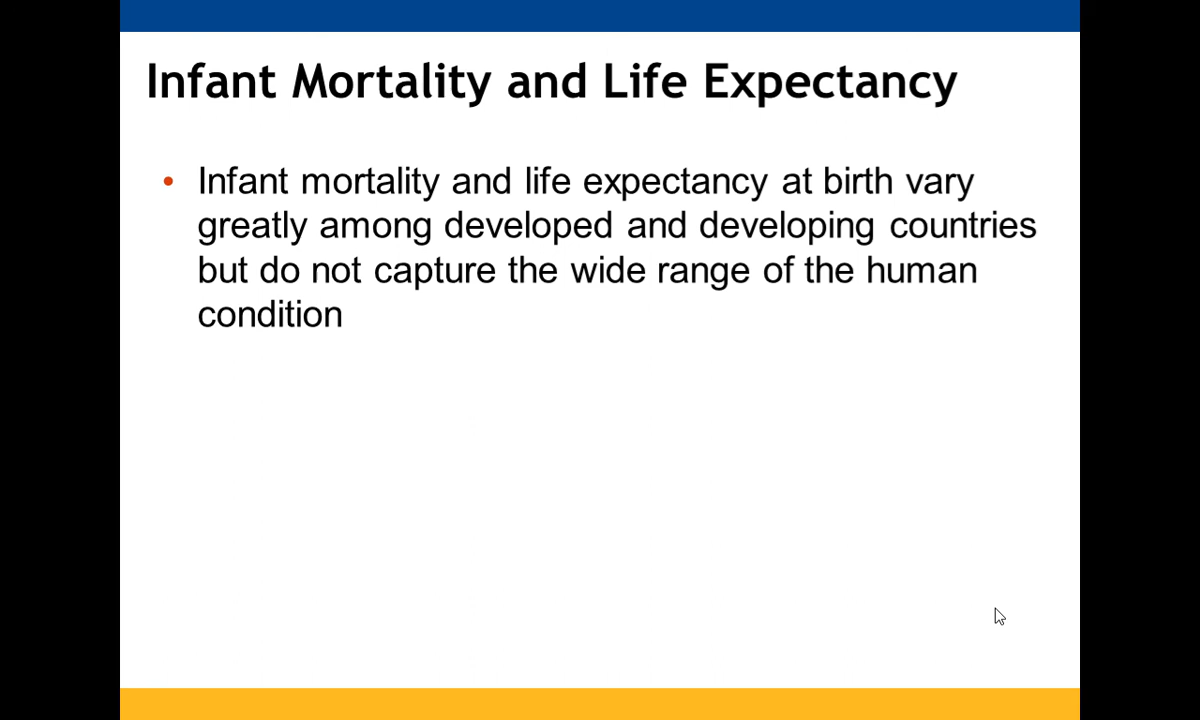 Infant Mortality and Life Expectancy
• Infant mortality and life expectancy at birth vary
greatly among developed and developing countries
but do not capture the wide range of the human
condition